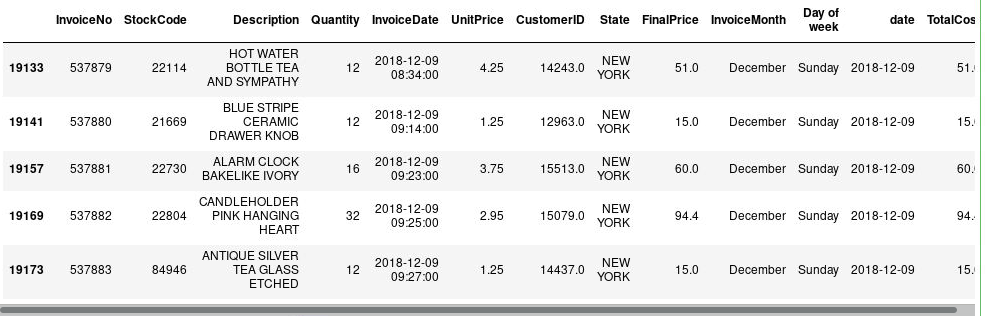 InvoiceNo StockCode Description Quantity InvoiceDate UnitPrice CustomerID State FinalPrice InvoiceMonth Day of week date TotalCos
19133 537879 22114 HOT WATER BOTTLE TEA AND SYMPATHY 12 2018-12-09 08:34:00 4.25 14243.0 NEW YORK 51.0 December Sunday 2018-12-09 51.
19141 537880 21669 BLUE STRIPE CERAMIC DRAWER KNOB 12 2018-12-09 09:14:00 1.25 12963.0 NEW YORK 15.0 December Sunday 2018-12-09 15.
19157 537881 22730 ALARM CLOCK BAKELIKE IVORY 16 2018-12-09 09:23:00 3.75 15513.0 NEW YORK 60.0 December Sunday 2018-12-09 60.
19169 537882 22804 CANDLEHOLDER PINK HANGING HEART 32 2018-12-09 09:25:00 2.95 15079.0 NEW YORK 94.4 December Sunday 2018-12-09 94.
19173 537883 84946 ANTIQUE SILVER TEA GLASS ETCHED 12 2018-12-09 09:27:00 1.25 14437.0 NEW YORK 15.0 December Sunday 2018-12-09 15.